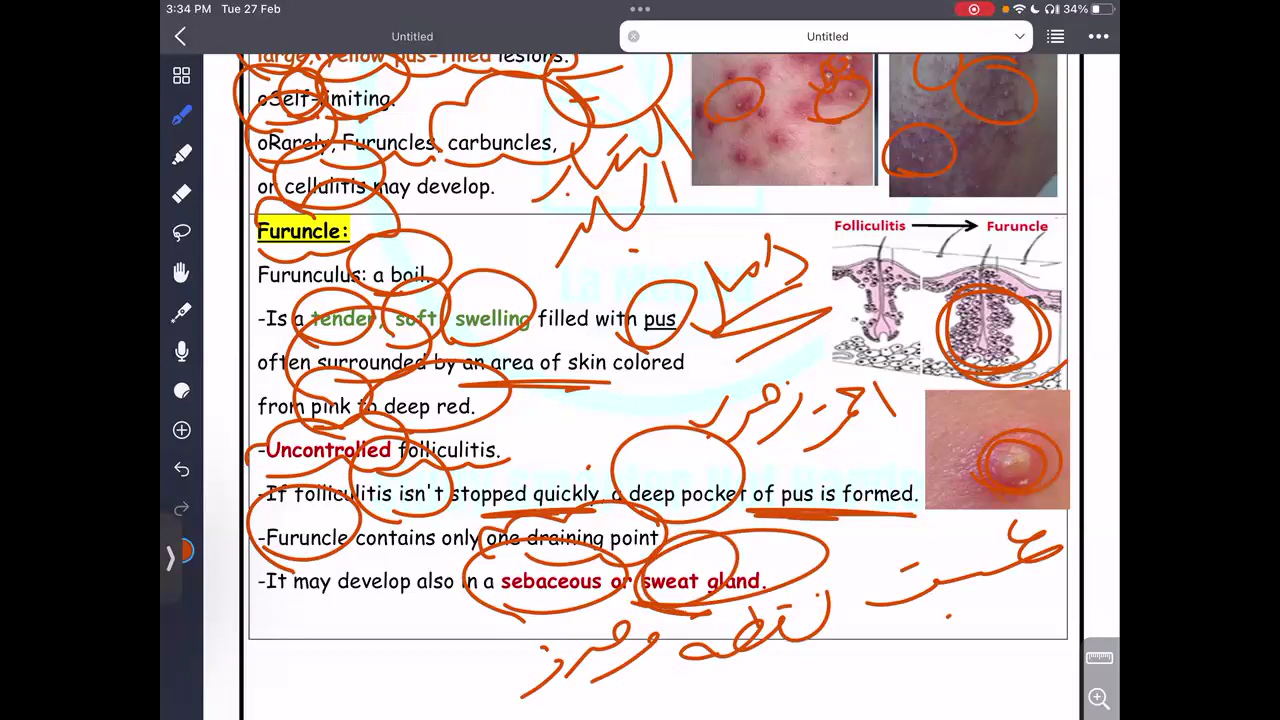 3:34 PM Tue 27 Feb
34%
Untitled
Untitled
large, yellow pus-filled lesions.
oSelf-limiting.
oRarely, Furuncles, carbuncles,
or cellulitis may develop.
Furuncle:
Furunculus: a boil.
-Is a tender, soft swelling filled with pus
often surrounded by an area of skin colored
from pink to deep red.
-Uncontrolled folliculitis.
-If folliculitis isn't stopped quickly, a deep pocket of pus is formed.
-Furuncle contains only one draining point
-It may develop also in a sebaceous or sweat gland.
Folliculitis Furuncle
La Medica